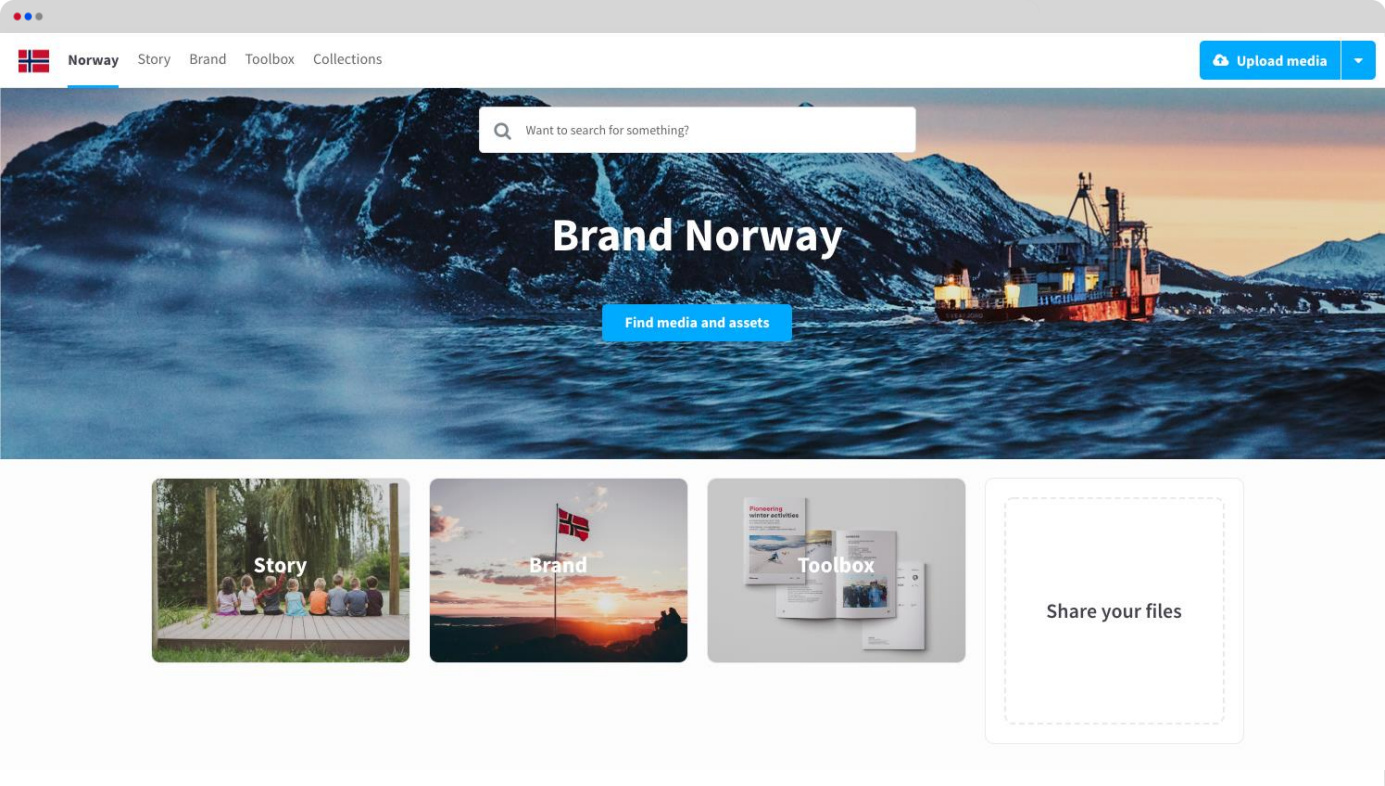 Norway
Story
Brand
Toolbox
Collections
Upload media
Want to search for something?
Brand Norway
Find media and assets
Story
Brand
Pioneering
winter activities
Toolbox
Share your files